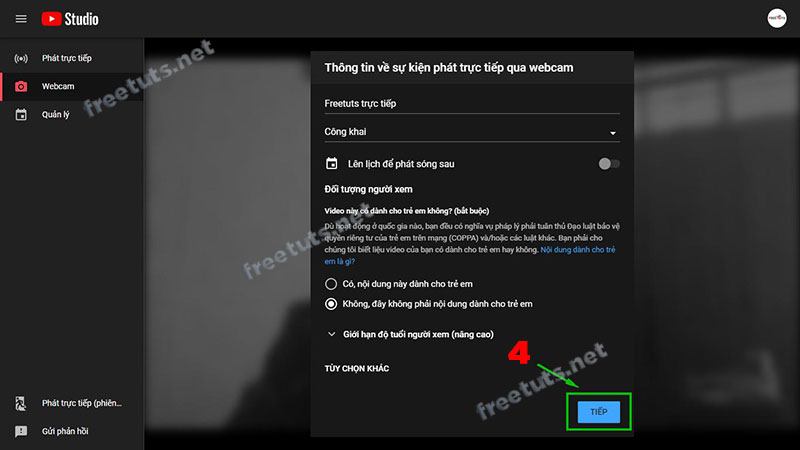 Studio
FREETUTS
Phát trực tiếp
Webcam
Quản lý
Thông tin về sự kiện phát trực tiếp qua webcam
Freetuts trực tiếp
Công khai
Lên lịch để phát sóng sau
Đối tượng người xem
Video này có dành cho trẻ em không? (bắt buộc)
Dù hoạt động ở quốc gia nào, bạn đều có nghĩa vụ pháp lý phải tuân thủ Đạo luật bảo vệ
quyền riêng tư của trẻ em trên mạng (COPPA) và/hoặc các luật khác. Bạn phải cho
chúng tôi biết liệu video của bạn có dành cho trẻ em hay không. Nội dung dành cho trẻ
em là gì?
Có, nội dung này dành cho trẻ em
Không, đây không phải nội dung dành cho trẻ em
Giới hạn độ tuổi người xem (nâng cao)
4
TÙY CHỌN KHÁC
TIẾP
Phát trực tiếp (phiên...
Gửi phản hồi
freetuts.net
freetuts.net
freetuts.net